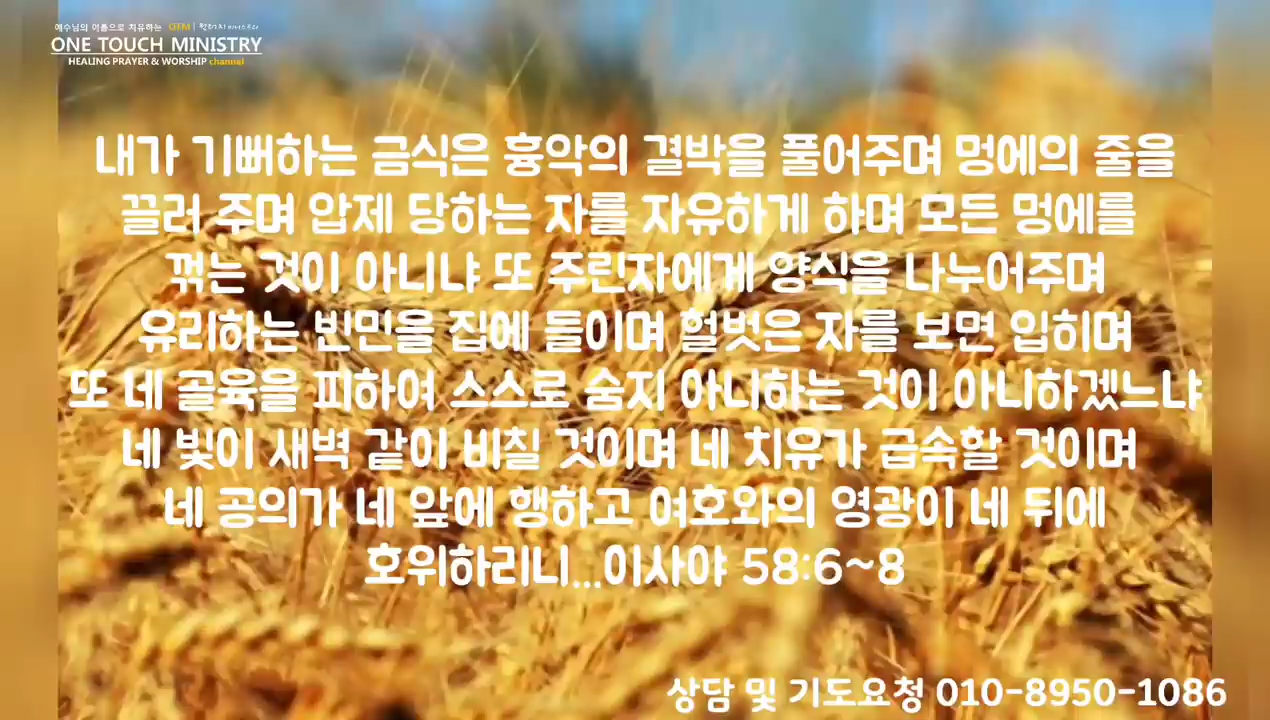 예수님의 이름으로 치유하는 OTM | 원터치 미니스트리
ONE TOUCH MINISTRY
HEALING PRAYER & WORSHIP channel
내가 기뻐하는 금식은 흉악의 결박을 풀어주며 멍에의 줄을
끌러 주며 압제 당하는 자를 자유하게 하며 모든 멍에를
꺾는 것이 아니냐 또 주린자에게 양식을 나누어주며
유리하는 빈민을 집에 들이며 헐벗은 자를 보면 입히며
또 네 골육을 피하여 스스로 숨지 아니하는 것이 아니하겠느냐
네 빛이 새벽 같이 비칠 것이며 네 치유가 급속할 것이며
네 공의가 네 앞에 행하고 여호와의 영광이 네 뒤에
호위하리니...이사야 58:6~8
상담 및 기도요청 010-8950-1086